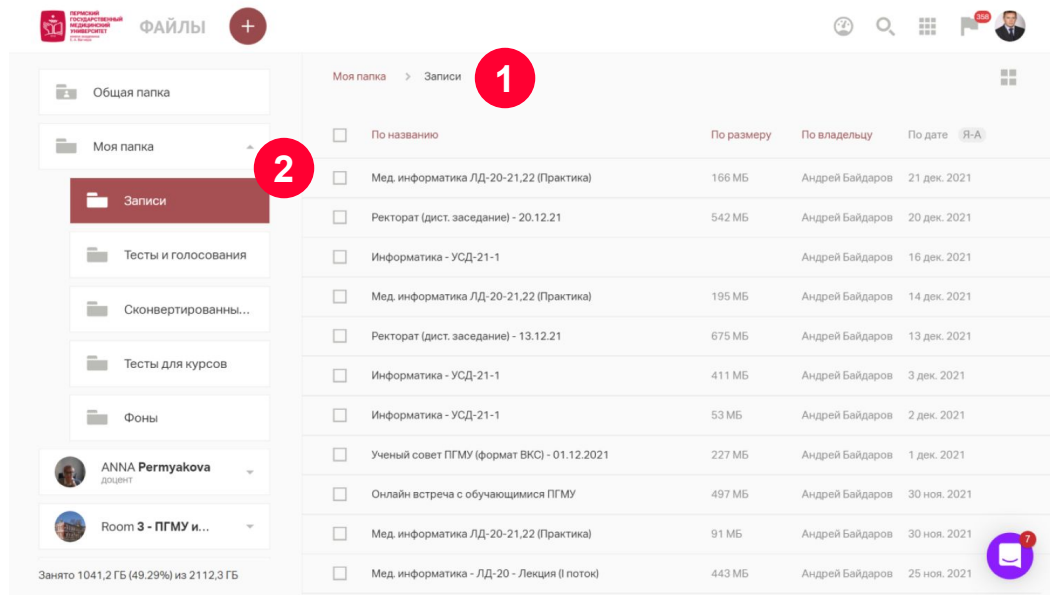 ПЕРМСКИЙ
ГОСУДАРСТВЕННЫЙ
МЕДИЦИНСКИЙ
УНИВЕРСИТЕТ
ФАЙЛЫ +
358
Моя папка > Записи 1
Общая папка
Моя папка
2
Записи
Тесты и голосования
Сконвертированны...
Тесты для курсов
Фоны
ANNA Permyakova
доцент
Room 3 - ПГМУ и...
Занято 1041,2 ГБ (49.29%) из 2112,3 ГБ
По названию По размеру По владельцу По дате Я-А
Мед. информатика ЛД-20-21,22 (Практика) 166 МБ Андрей Байдаров 21 дек. 2021
Ректорат (дист. заседание) - 20.12.21 542 МБ Андрей Байдаров 20 дек. 2021
Информатика - УСД-21-1 Андрей Байдаров 16 дек. 2021
Мед. информатика ЛД-20-21,22 (Практика) 195 МБ Андрей Байдаров 14 дек. 2021
Ректорат (дист. заседание) - 13.12.21 675 МБ Андрей Байдаров 13 дек. 2021
Информатика - УСД-21-1 411 МБ Андрей Байдаров 3 дек. 2021
Информатика - УСД-21-1 53 МБ Андрей Байдаров 2 дек. 2021
Ученый совет ПГМУ (формат ВКС) - 01.12.2021 227 МБ Андрей Байдаров 1 дек. 2021
Онлайн встреча с обучающимися ПГМУ 497 МБ Андрей Байдаров 30 ноя. 2021
Мед. информатика ЛД-20-21,22 (Практика) 91 МБ Андрей Байдаров 30 ноя. 2021
Мед. информатика - ЛД-20 - Лекция (I поток) 443 МБ Андрей Байдаров 25 ноя. 2021
7